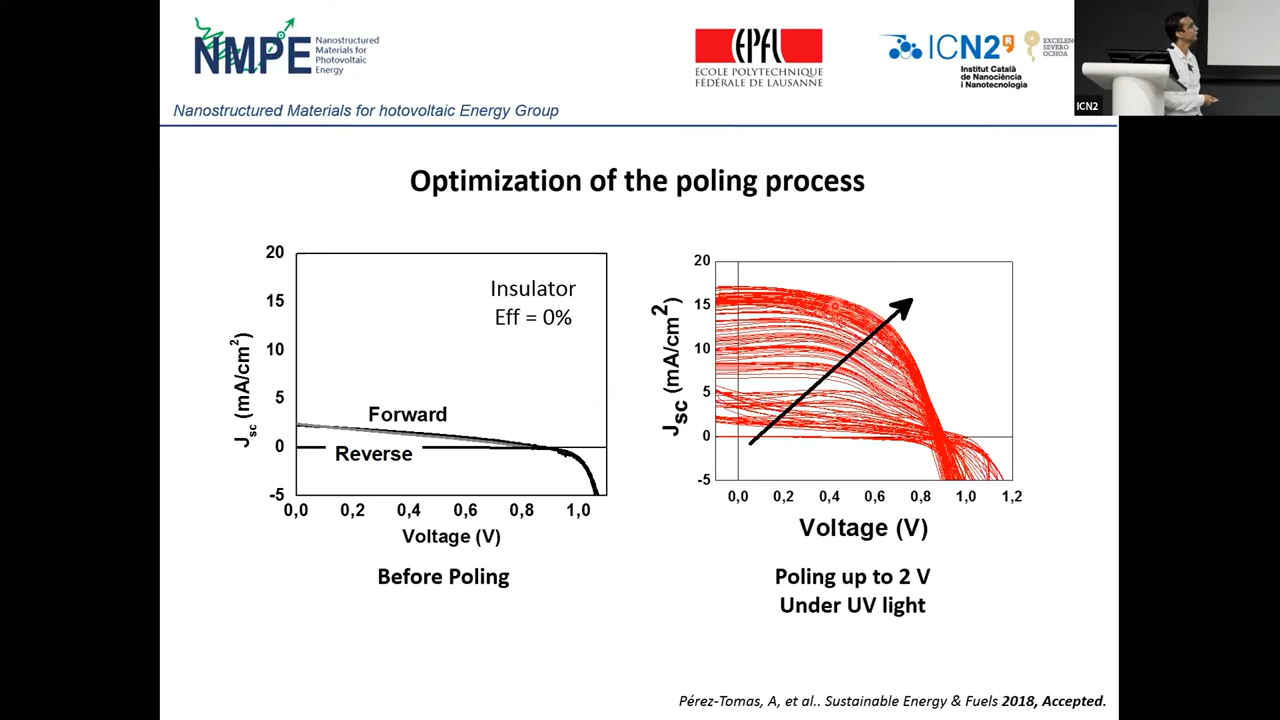 NMPE
Nanostructured
Materials for
Photovoltaic
Energy
EPFL
ÉCOLE POLYTECHNIQUE
FÉDÉRALE DE LAUSANNE
ICN2
Institut Català
de Nanociència
i Nanotecnologia
EXCELEN
SEVERO
OCHOA
ICN2
Nanostructured Materials for hotovoltaic Energy Group
Optimization of the poling process
20
15
10
5
0
-5
Jsc (mA/cm2)
Insulator
Eff = 0%
Forward
Reverse
0,0 0,2 0,4 0,6 0,8 1,0
Voltage (V)
Before Poling
20
15
10
5
0
-5
Jsc (mA/cm2)
0,0 0,2 0,4 0,6 0,8 1,0 1,2
Voltage (V)
Poling up to 2 V
Under UV light
Pérez-Tomas, A, et al.. Sustainable Energy & Fuels 2018, Accepted.